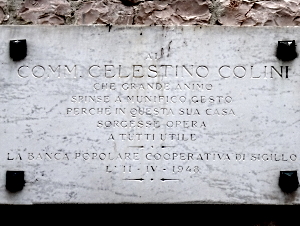 AL
COMM. CELESTINO COLINI
CHE GRANDE ANIMO
SPINSE A MUNIFICO GESTO
PERCHE IN QUESTA SUA CASA
SORGESSE OPERA
A TUTTI UTILE
LA BANCA POPOLARE COOPERATIVA DI SIGILLO
L' 11 - IV - 1948